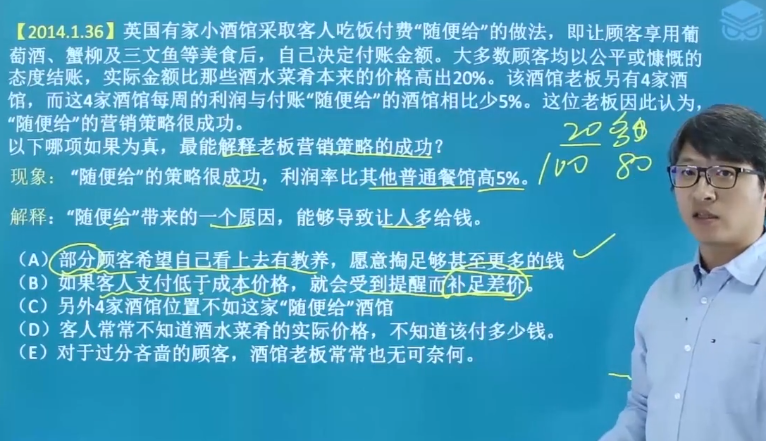 【2014.1.36】英国有家小酒馆采取客人吃饭付费“随便给”的做法，即让顾客享用葡
萄酒、蟹柳及三文鱼等美食后，自己决定付账金额。大多数顾客均以公平或慷慨的
态度结账，实际金额比那些酒水菜肴本来的价格高出20%。该酒馆老板另有4家酒
馆，而这4家酒馆每周的利润与付账“随便给”的酒馆相比少5%。这位老板因此认为，
“随便给”的营销策略很成功。
以下哪项如果为真，最能解释老板营销策略的成功？
现象：“随便给”的策略很成功，利润率比其他普通餐馆高5%。
解释：“随便给”带来的一个原因，能够导致让人多给钱。
（A）部分顾客希望自己看上去有教养，愿意掏足够甚至更多的钱
（B）如果客人支付低于成本价格，就会受到提醒而补足差价。
（C）另外4家酒馆位置不如这家“随便给”酒馆
（D）客人常常不知道酒水菜肴的实际价格，不知道该付多少钱。
（E）对于过分吝啬的顾客，酒馆老板常常也无可奈何。
20
100 80